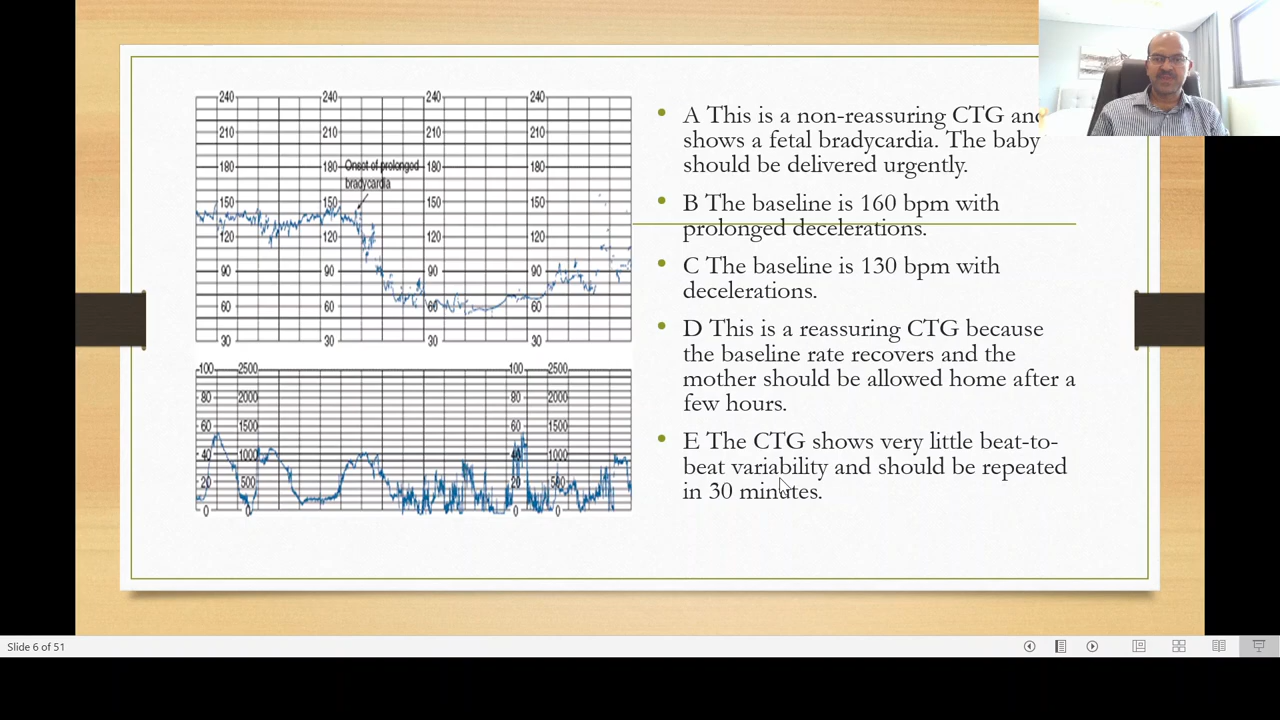 240 240 240 240
210 210 210 210
180 180 Onset of prolonged 180 180
bradycardia
150 150 150 150
120 120 120 120
90 90 90 90
60 60 60 60
30 30 30 30
100 2500 100 2500
80 2000 80 2000
60 1500 60 1500
40 1000 40 1000
20 500 20 500
0 0 0 0
• A This is a non-reassuring CTG and
shows a fetal bradycardia. The baby
should be delivered urgently.
• B The baseline is 160 bpm with
prolonged decelerations.
• C The baseline is 130 bpm with
decelerations.
• D This is a reassuring CTG because
the baseline rate recovers and the
mother should be allowed home after a
few hours.
• E The CTG shows very little beat-to-
beat variability and should be repeated
in 30 minutes.
Slide 6 of 51